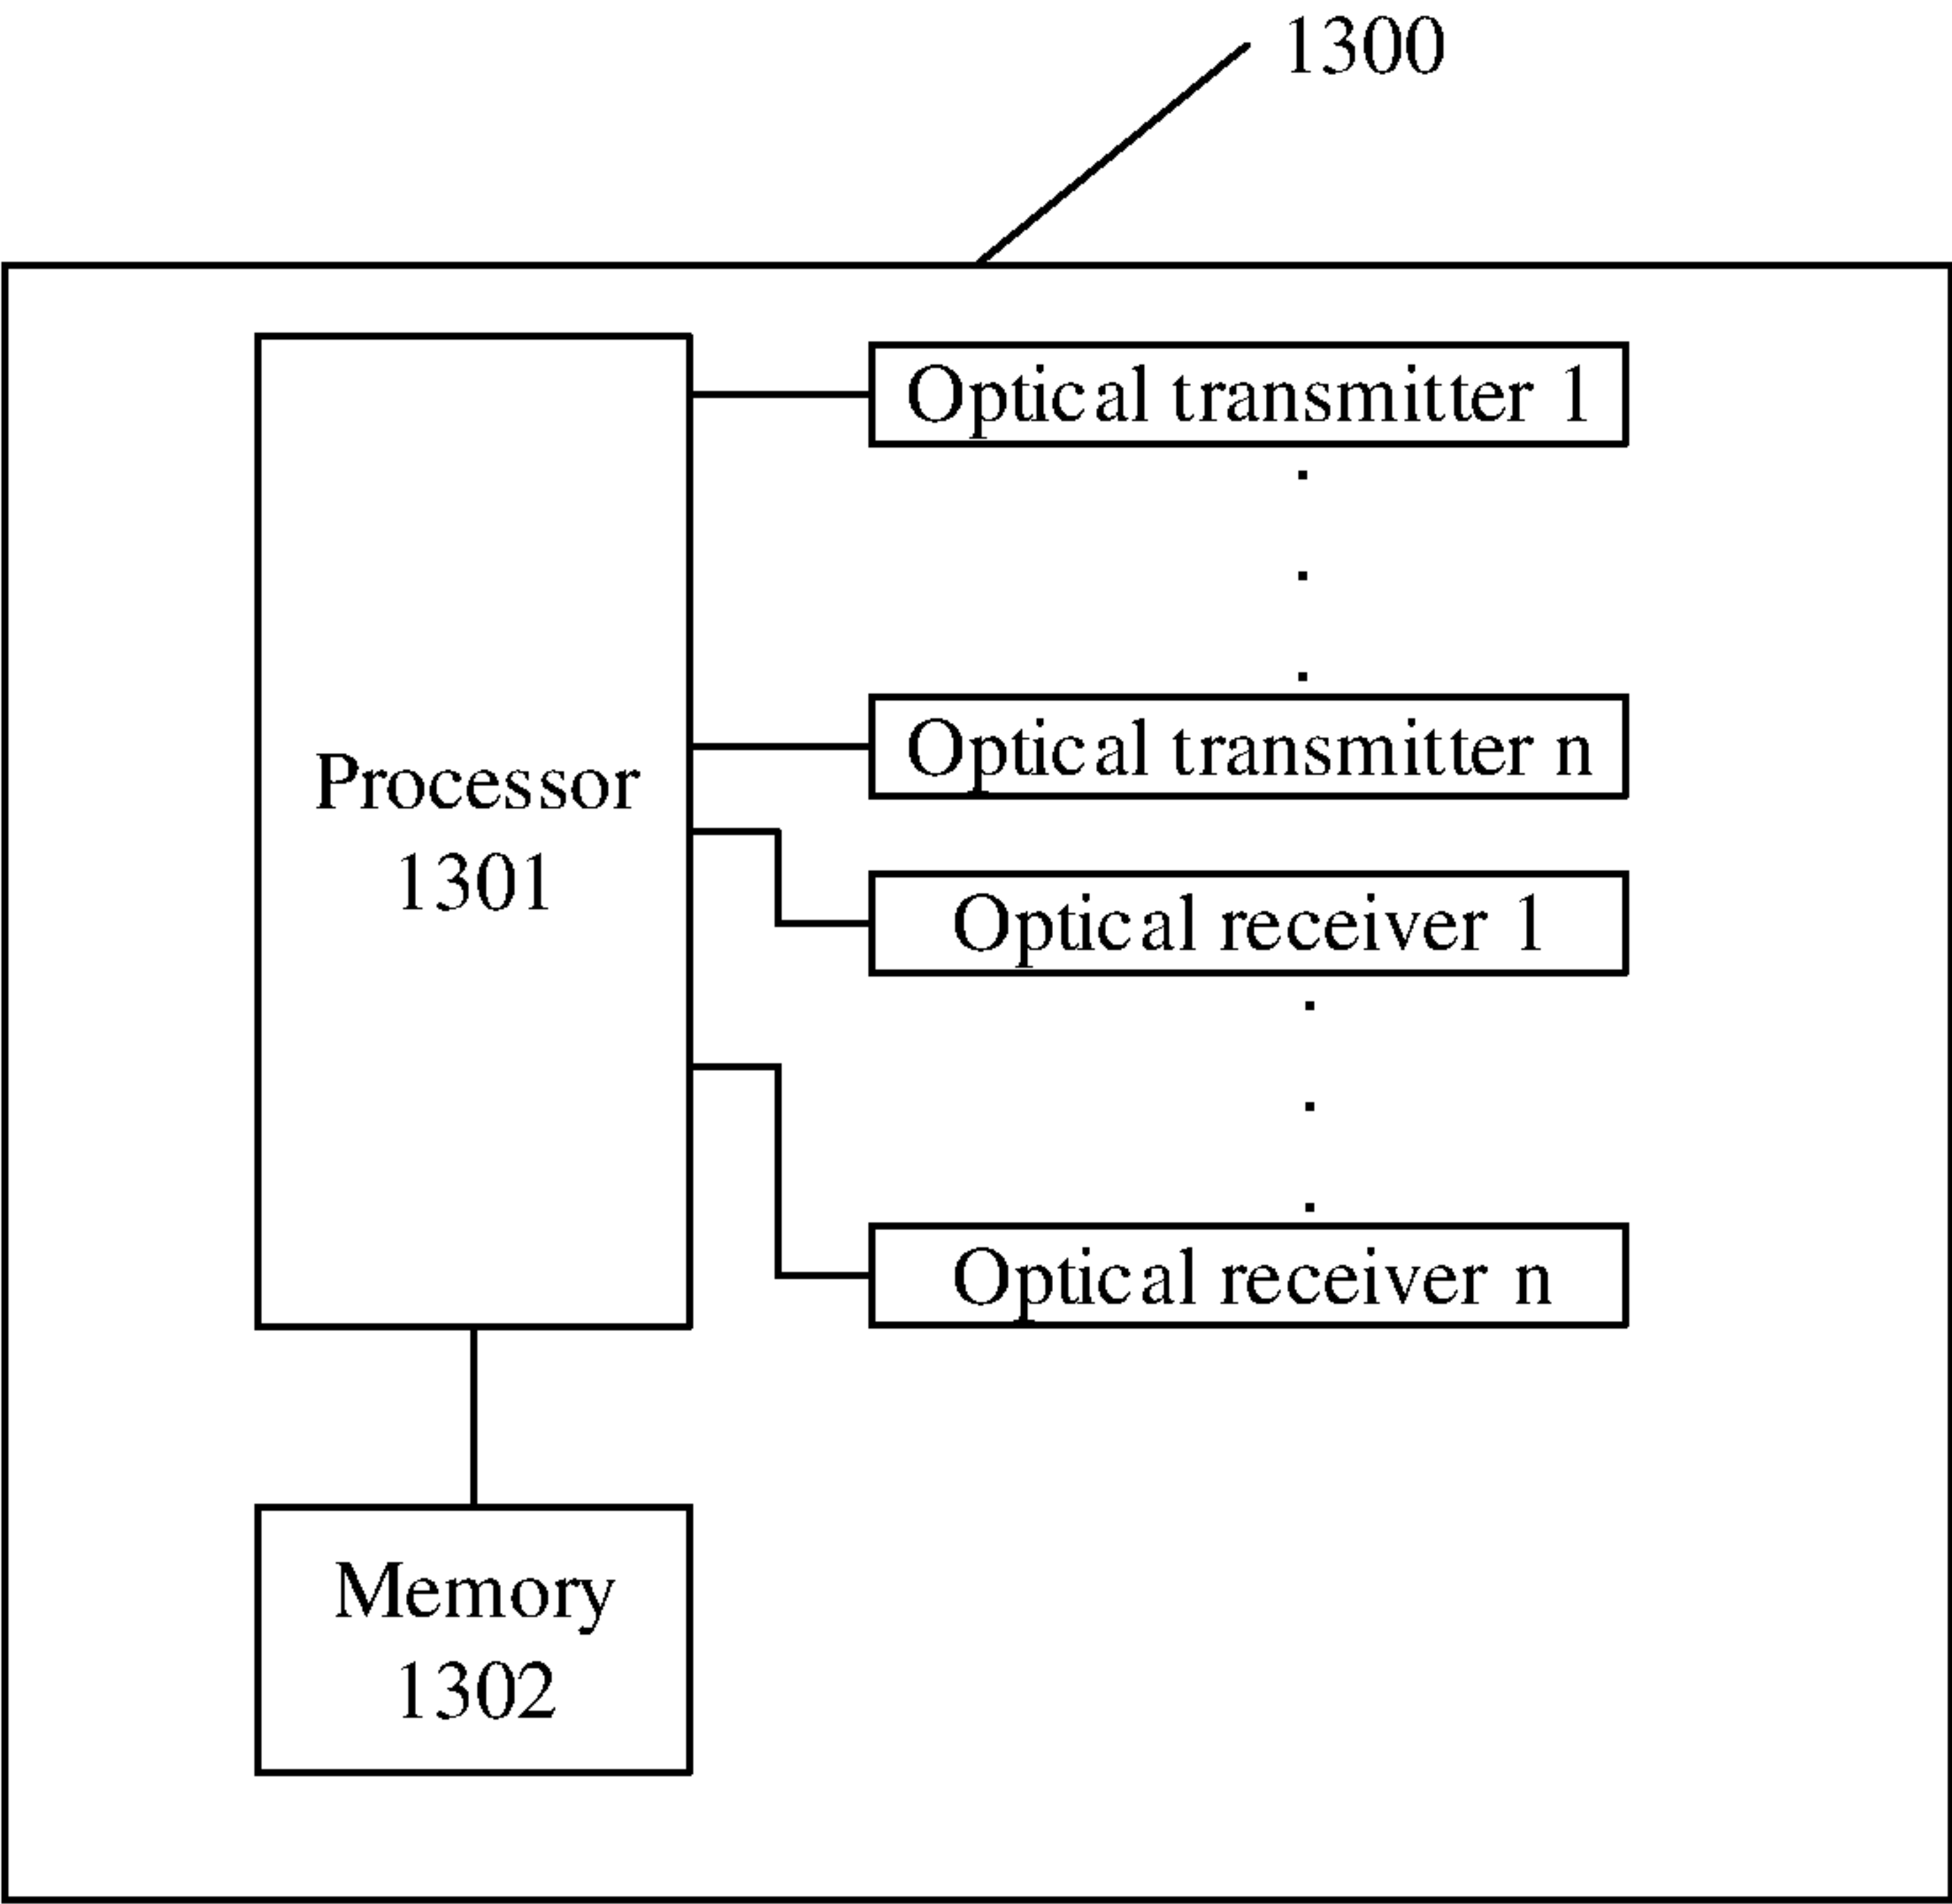 1300
Optical transmitter 1
Optical transmitter n
Processor
1301
Optical receiver 1
Optical receiver n
Memory
1302